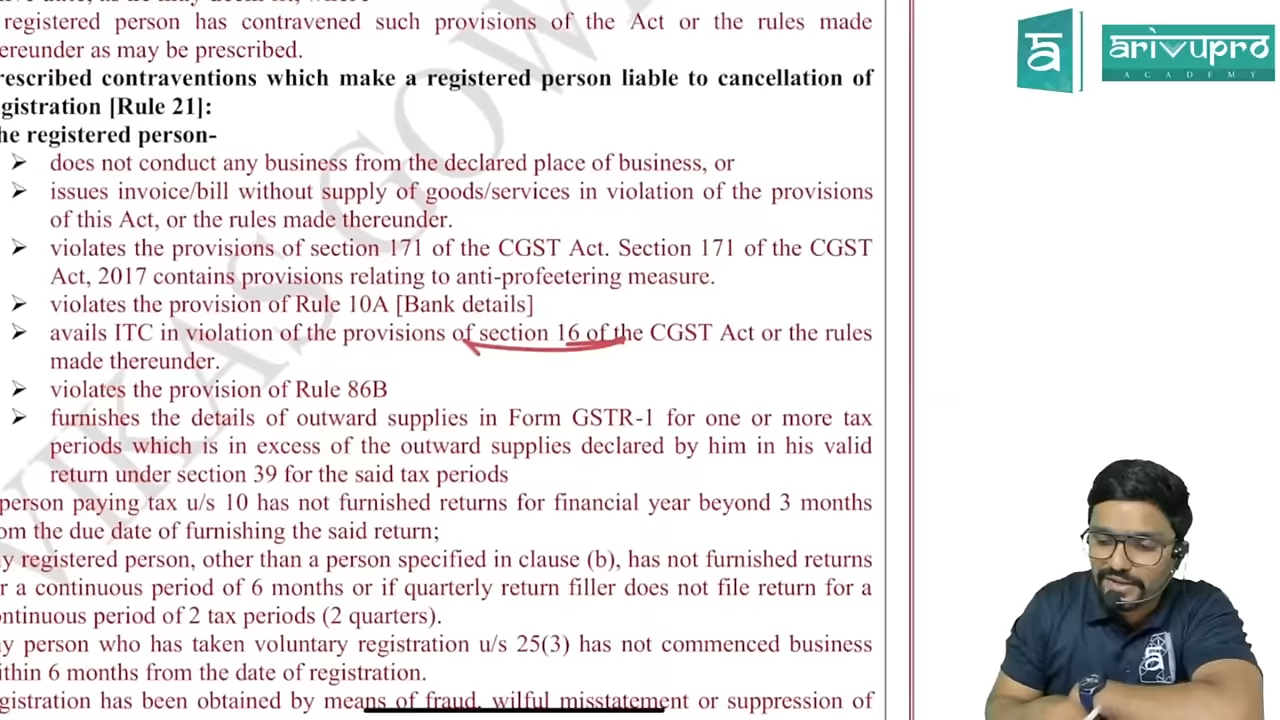 registered person has contravened such provisions of the Act or the rules made
ereunder as may be prescribed.
rescribed contraventions which make a registered person liable to cancellation of
gistration [Rule 21]:
he registered person-
➢ does not conduct any business from the declared place of business, or
➢ issues invoice/bill without supply of goods/services in violation of the provisions
of this Act, or the rules made thereunder.
➢ violates the provisions of section 171 of the CGST Act. Section 171 of the CGST
Act, 2017 contains provisions relating to anti-profeetering measure.
➢ violates the provision of Rule 10A [Bank details]
➢ avails ITC in violation of the provisions of section 16 of the CGST Act or the rules
made thereunder.
➢ violates the provision of Rule 86B
➢ furnishes the details of outward supplies in Form GSTR-1 for one or more tax
periods which is in excess of the outward supplies declared by him in his valid
return under section 39 for the said tax periods
person paying tax u/s 10 has not furnished returns for financial year beyond 3 months
om the due date of furnishing the said return;
y registered person, other than a person specified in clause (b), has not furnished returns
r a continuous period of 6 months or if quarterly return filler does not file return for a
ontinuous period of 2 tax periods (2 quarters).
y person who has taken voluntary registration u/s 25(3) has not commenced business
ithin 6 months from the date of registration.
gistration has been obtained by means of fraud, wilful misstatement or suppression of
VIKAS GOW
arivupro
ACADEMY